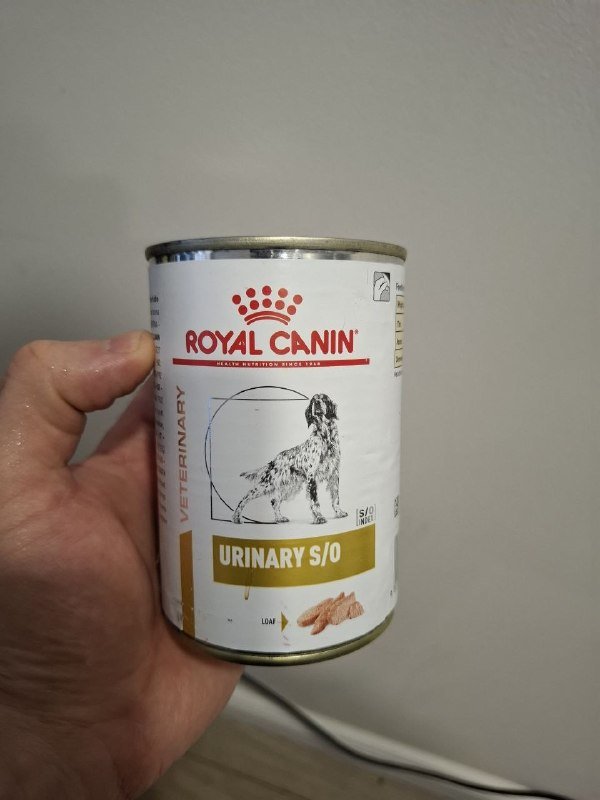 ROYAL CANIN
HEALTH NUTRITION SINCE 1968
VETERINARY
S/O
INDEX
URINARY S/O
LOAF